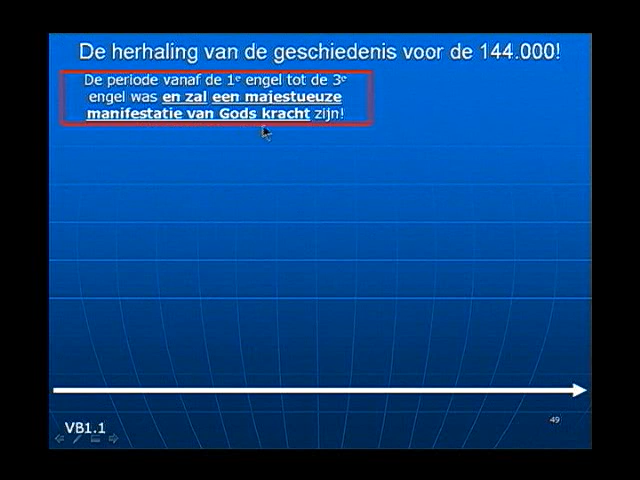 De herhaling van de geschiedenis voor de 144.000!
De periode vanaf de 1e engel tot de 3e
engel was en zal een majestueuze
manifestatie van Gods kracht zijn!
49
VB1.1